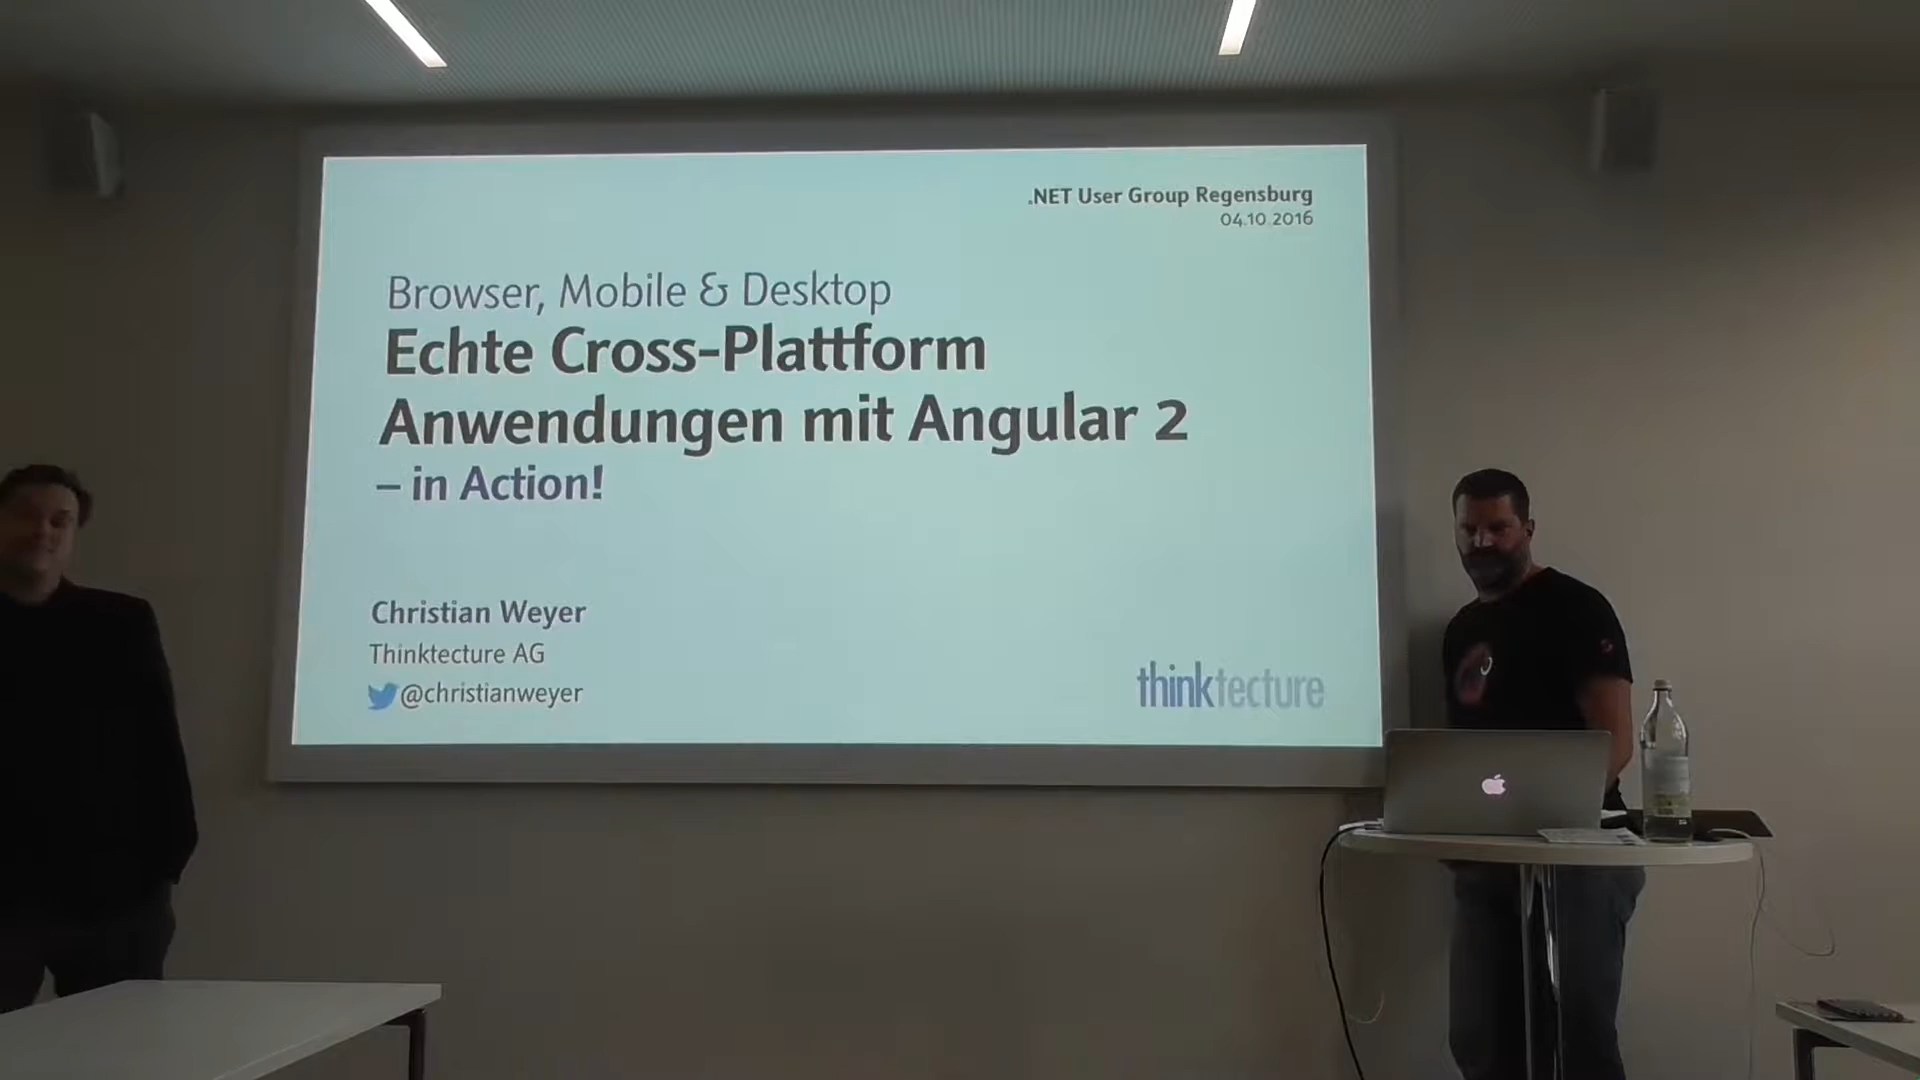 .NET User Group Regensburg
04.10.2016
Browser, Mobile & Desktop
Echte Cross-Plattform
Anwendungen mit Angular 2
– in Action!
Christian Weyer
Thinktecture AG
@christianweyer
thinktecture